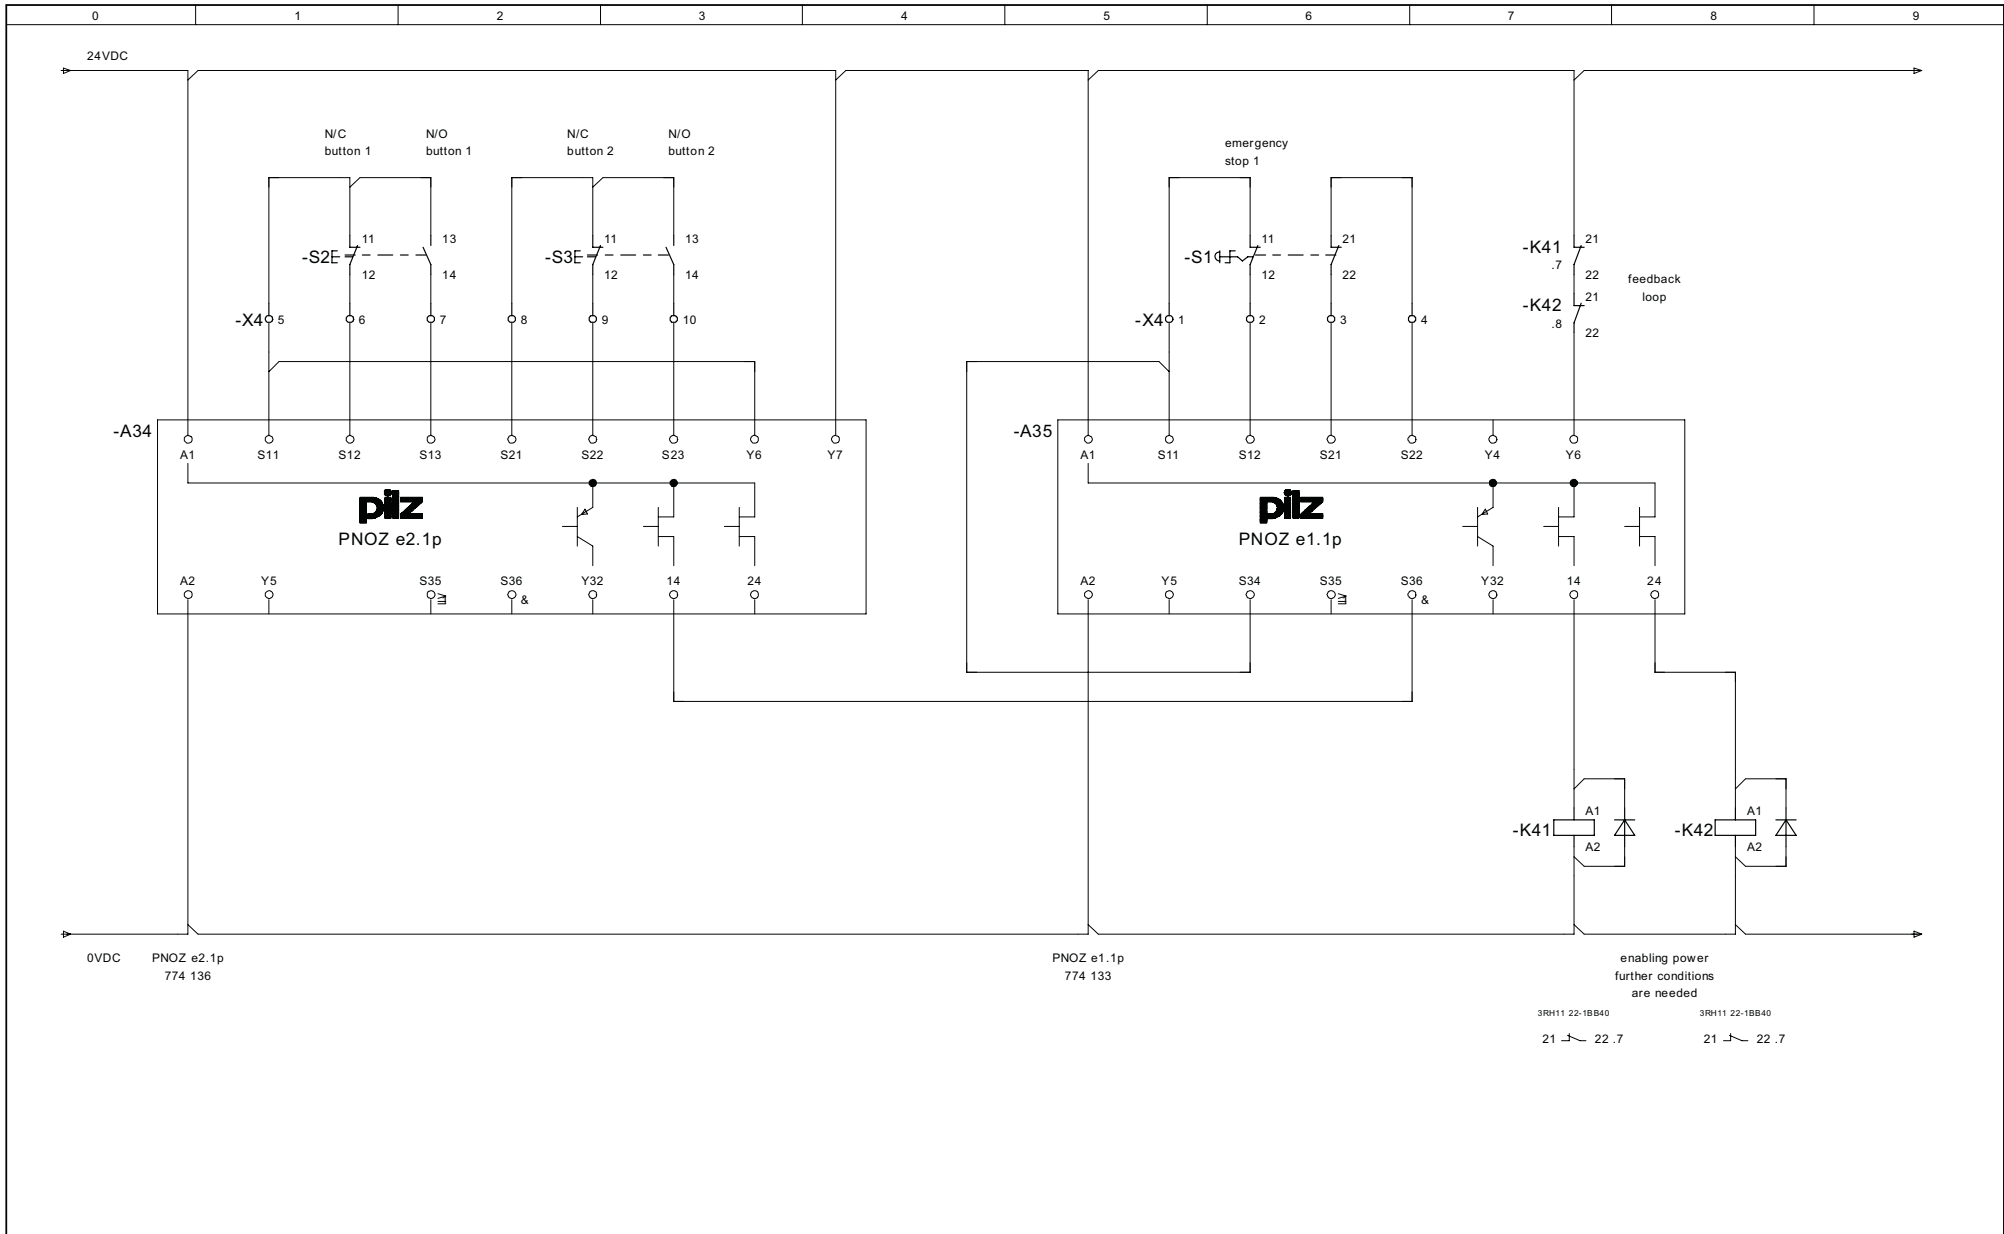 0 1 2 3 4 5 6 7 8 9
24VDC
N/C N/O N/C N/O
button 1 button 1 button 2 button 2
emergency
stop 1
11 13 11 13 11 21 -K41 21
-S2E -S3E -S1
.7
12 14 12 14 12 22 22
feedback
loop
-K42 21
.8
22
-X4 5 6 7 8 9 10 -X4 1 2 3 4
-A34 -A35
A1 S11 S12 S13 S21 S22 S23 Y6 Y7 A1 S11 S12 S21 S22 Y4 Y6
pilz pilz
PNOZ e2.1p PNOZ e1.1p
A2 Y5 S35 S36 Y32 14 24 A2 Y5 S34 S35 S36 Y32 14 24
≥1 & ≥1 &
A1 A1
-K41 -K42
A2 A2
0VDC PNOZ e2.1p PNOZ e1.1p
774 136 774 133
enabling power
further conditions
are needed
3RH11 22-1BB40 3RH11 22-1BB40
21 22 .7 21 22 .7